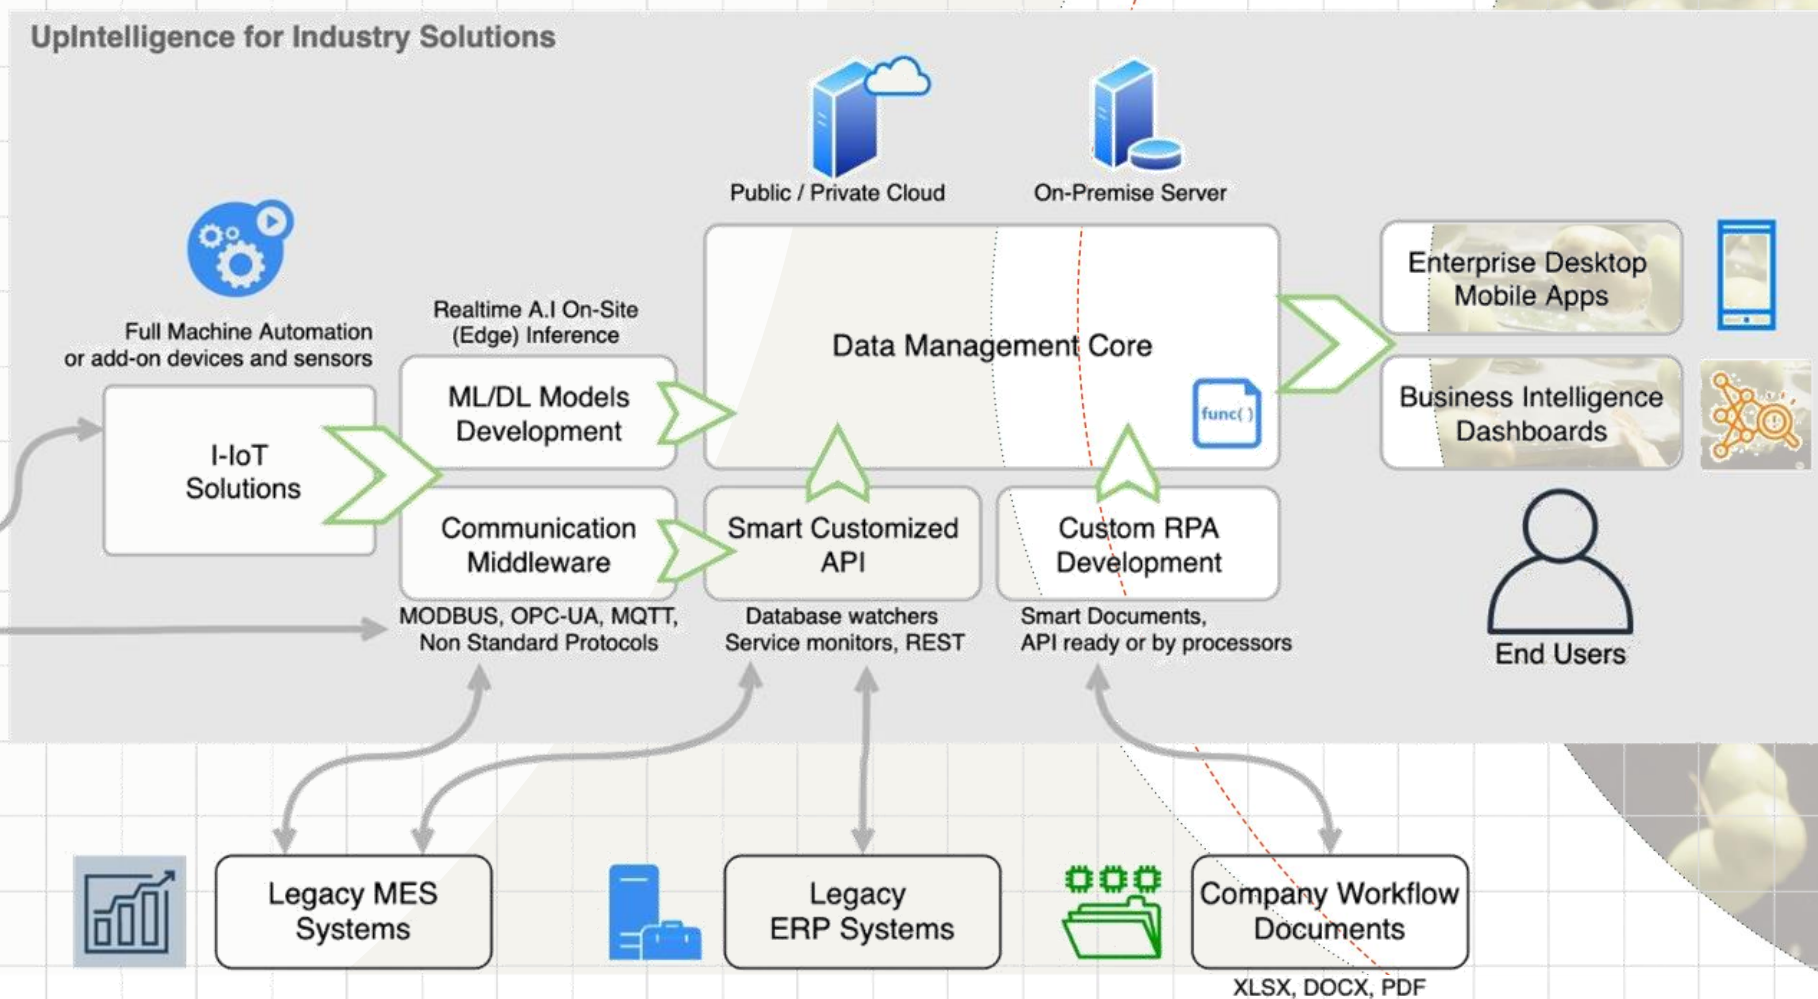 UpIntelligence for Industry Solutions
Public / Private Cloud
On-Premise Server
Full Machine Automation
or add-on devices and sensors
Realtime A.I On-Site
(Edge) Inference
I-IoT
Solutions
ML/DL Models
Development
Communication
Middleware
MODBUS, OPC-UA, MQTT,
Non Standard Protocols
Data Management Core
func( )
Smart Customized
API
Database watchers
Service monitors, REST
Custom RPA
Development
Smart Documents,
API ready or by processors
Enterprise Desktop
Mobile Apps
Business Intelligence
Dashboards
End Users
Legacy MES
Systems
Legacy
ERP Systems
Company Workflow
Documents
XLSX, DOCX, PDF